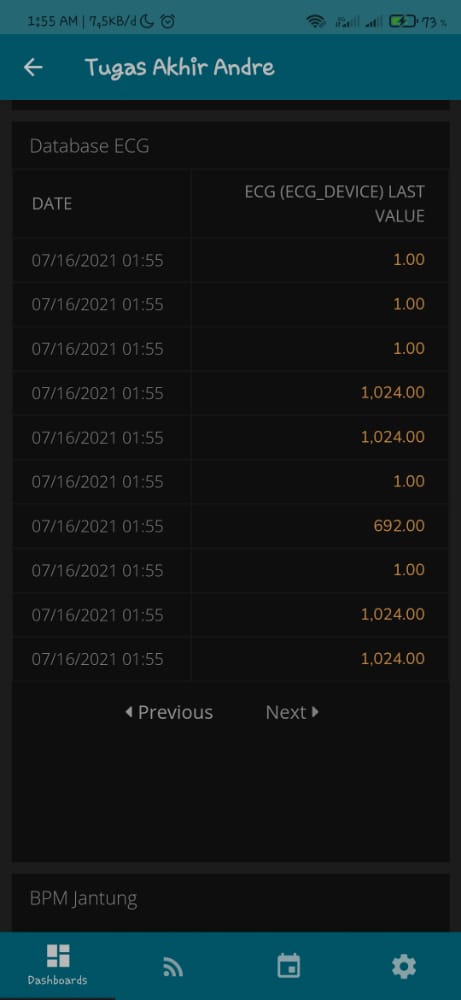 1:55 AM | 7,5KB/d
73 %
Tugas Akhir Andre
Database ECG
DATE
ECG (ECG_DEVICE) LAST
VALUE
07/16/2021 01:55 1.00
07/16/2021 01:55 1.00
07/16/2021 01:55 1.00
07/16/2021 01:55 1,024.00
07/16/2021 01:55 1,024.00
07/16/2021 01:55 1.00
07/16/2021 01:55 692.00
07/16/2021 01:55 1.00
07/16/2021 01:55 1,024.00
07/16/2021 01:55 1,024.00
Previous Next
BPM Jantung
Dashboards